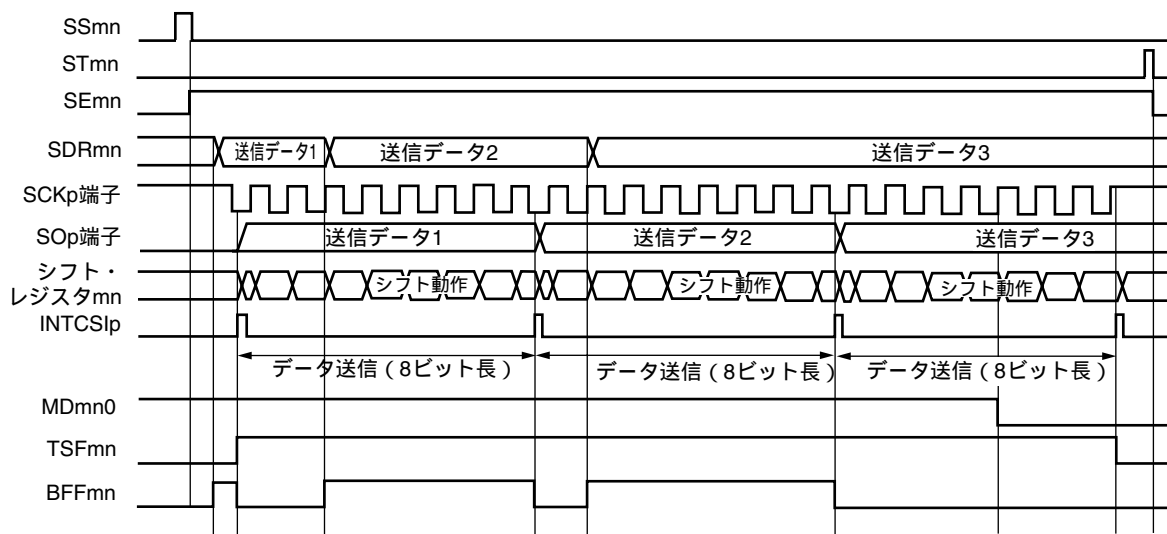 SSmn
STmn
SEmn
SDRmn 送信データ1 送信データ2 送信データ3
SCKp端子
SOp端子 送信データ1 送信データ2 送信データ3
シフト・
レジスタmn シフト動作 シフト動作 シフト動作
INTCSIp
データ送信(8ビット長) データ送信(8ビット長) データ送信(8ビット長)
MDmn0
TSFmn
BFFmn